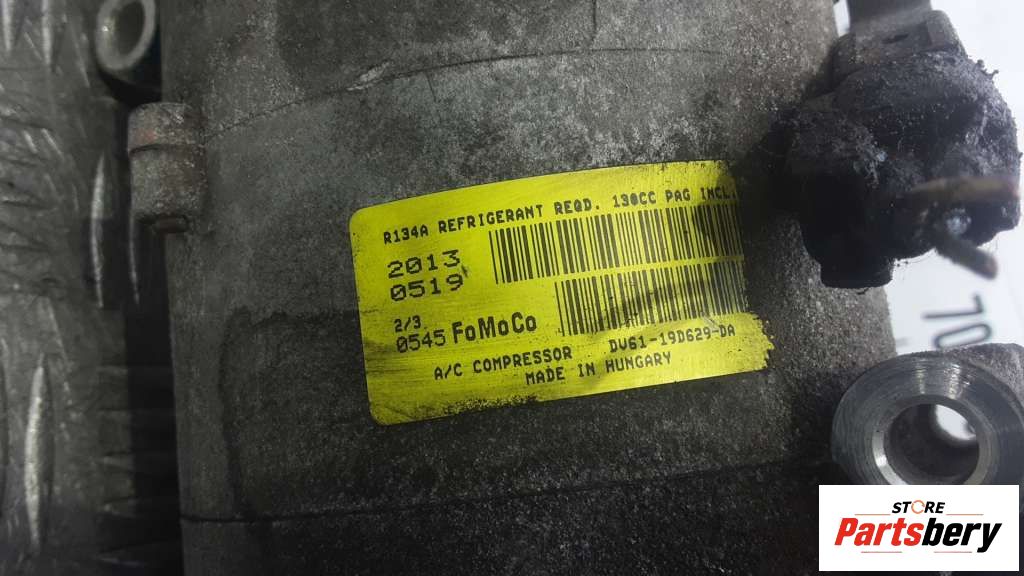 R134A REFRIGERANT REQD. 130CC PAG INCL.
2013
0519
2/3
0545 FoMoCo
A/C COMPRESSOR DV61-19D629-DA
MADE IN HUNGARY
70
STORE
Partsbery